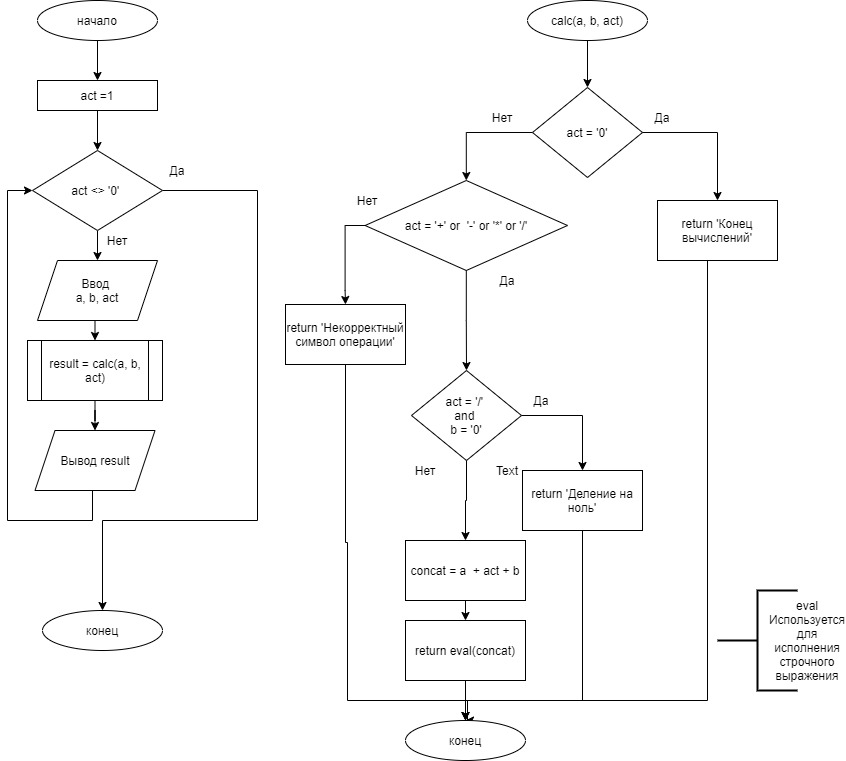 начало
act =1
act <> '0'
Да
Нет
Ввод
a, b, act
result = calc(a, b,
act)
Вывод result
конец
calc(a, b, act)
act = '0'
Нет
Да
return 'Конец
вычислений'
act = '+' or  '-' or '*' or '/'
Нет
Да
return 'Некорректный
символ операции'
act = '/'
and
b = '0'
Да
Нет
Text
return 'Деление на
ноль'
concat = a  + act + b
return eval(concat)
конец
eval
Используется
для
исполнения
строчного
выражения